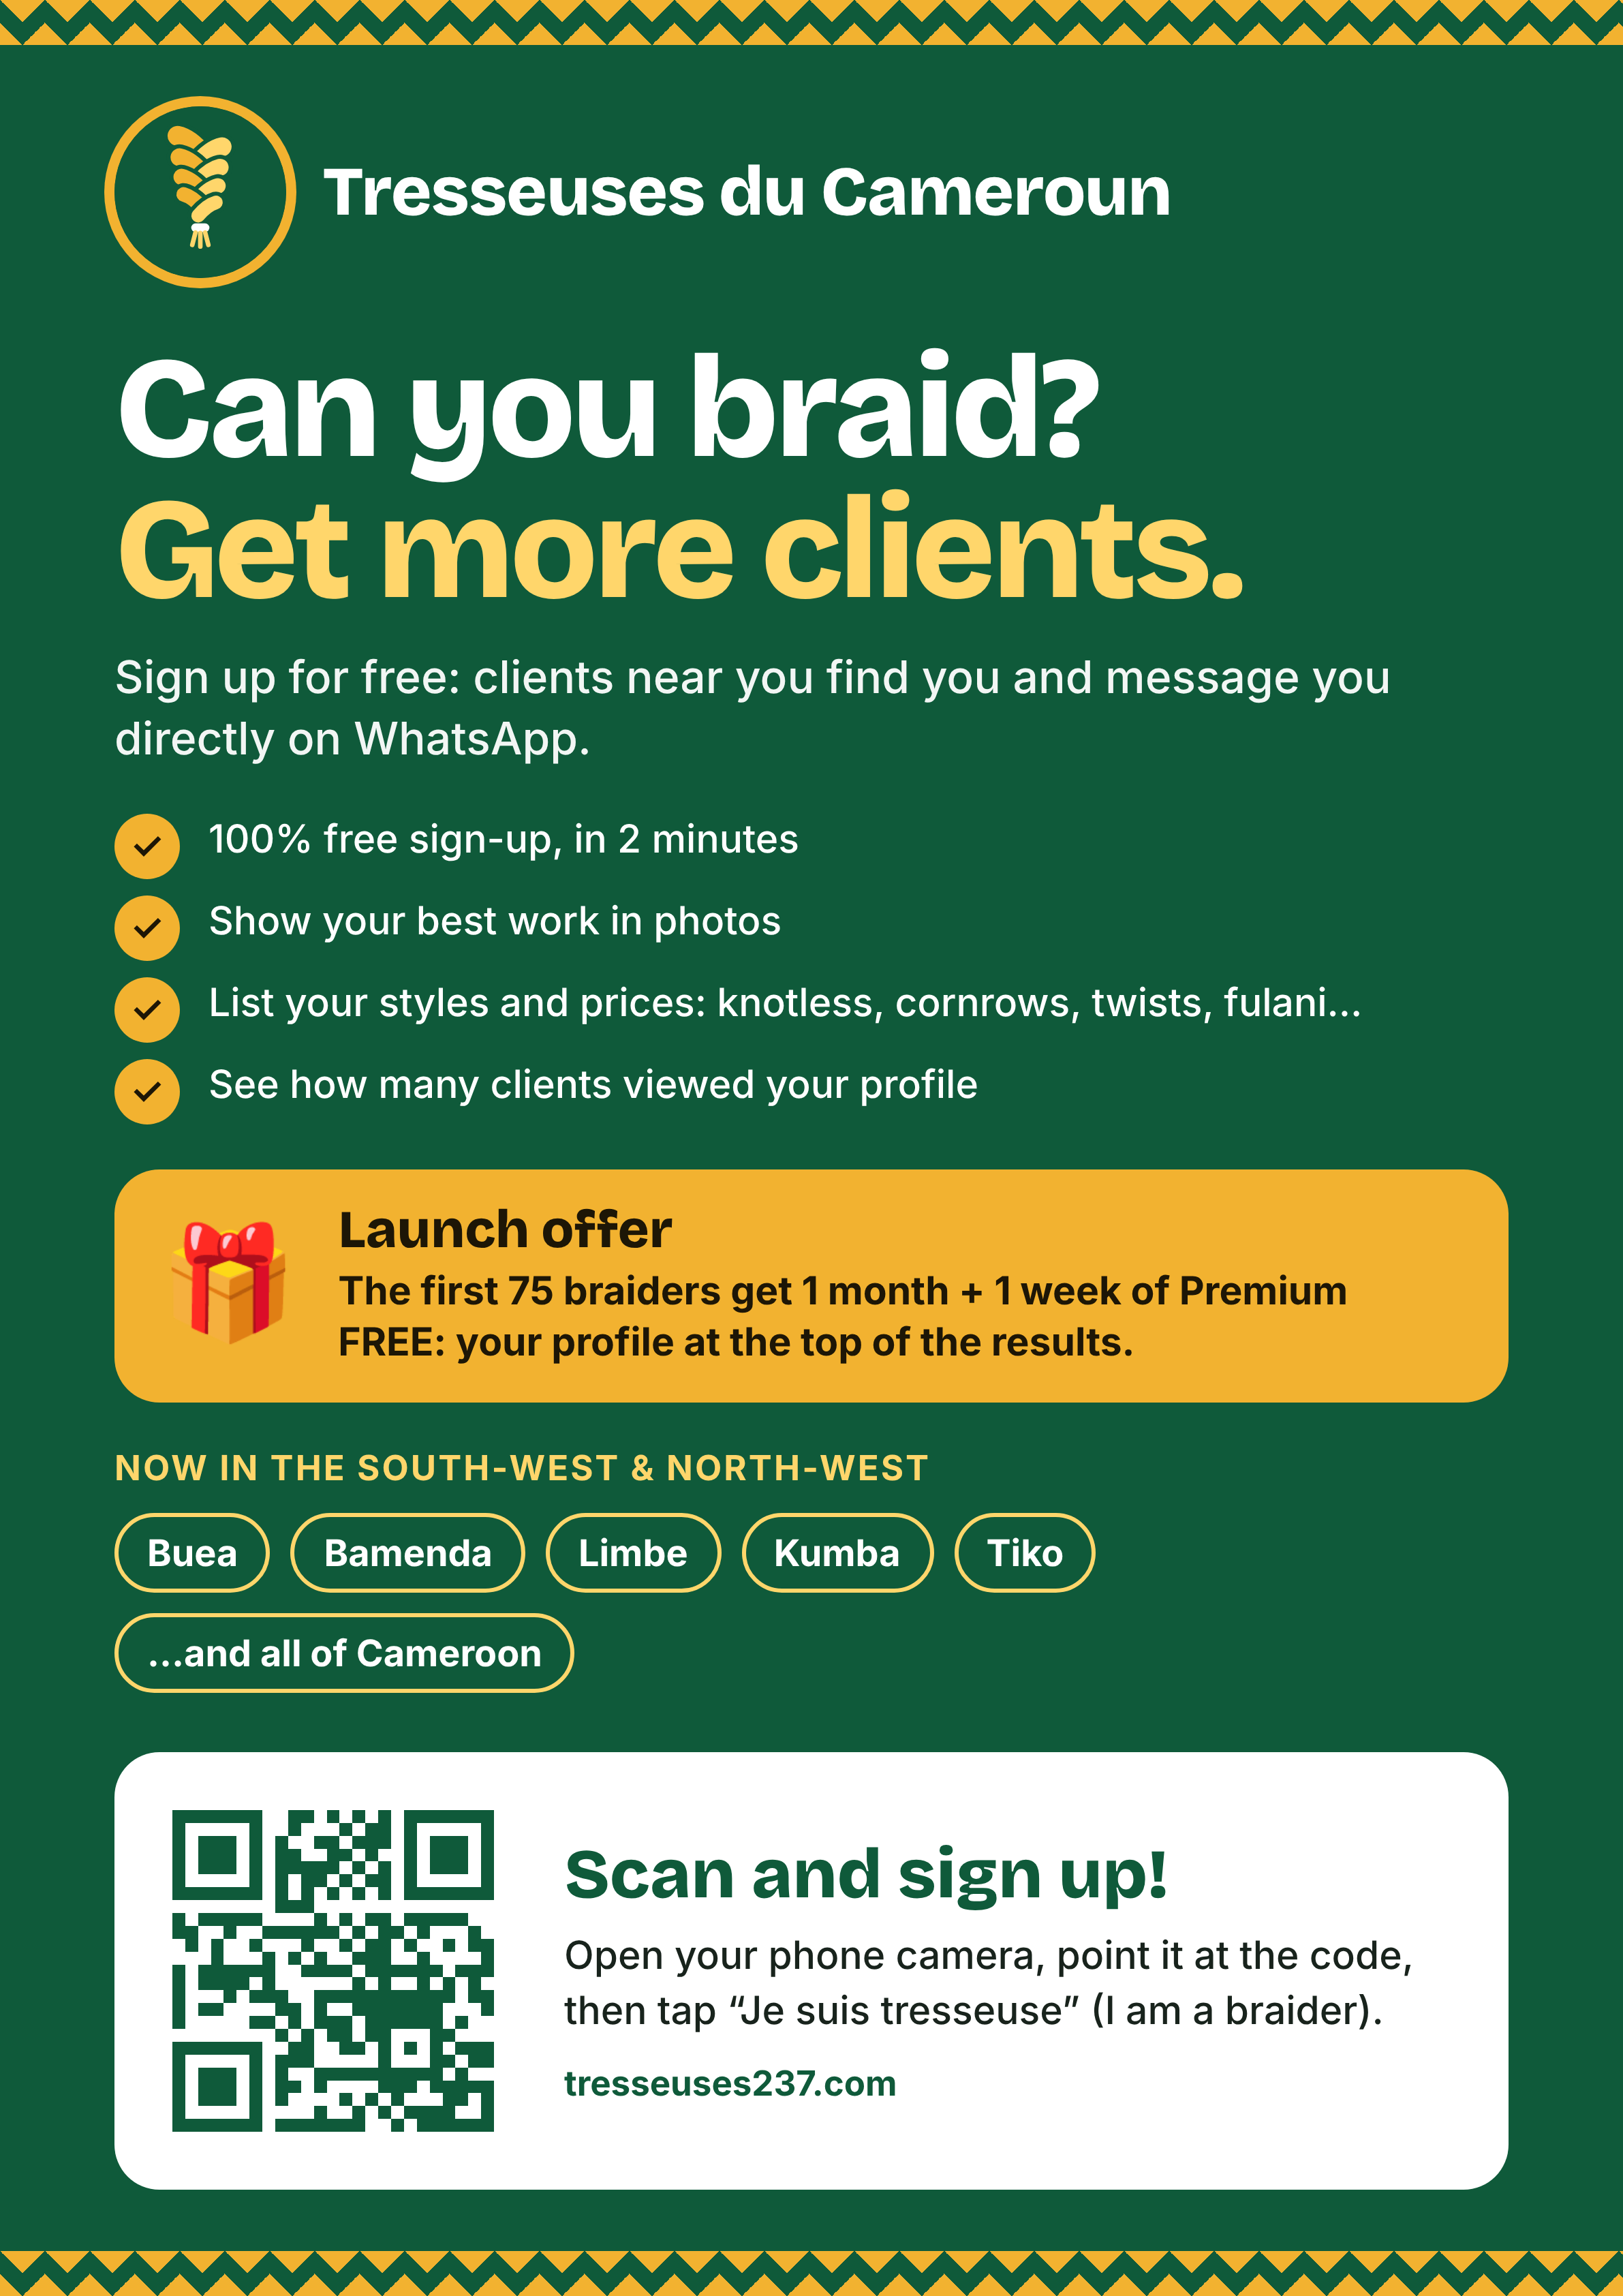 Tresseuses du Cameroun
Can you braid?
Get more clients.
Sign up for free: clients near you find you and message you
directly on WhatsApp.
100% free sign-up, in 2 minutes
Show your best work in photos
List your styles and prices: knotless, cornrows, twists, fulani…
See how many clients viewed your profile
Launch offer
The first 75 braiders get 1 month + 1 week of Premium
FREE: your profile at the top of the results.
NOW IN THE SOUTH-WEST & NORTH-WEST
Buea Bamenda Limbe Kumba Tiko
…and all of Cameroon
Scan and sign up!
Open your phone camera, point it at the code,
then tap “Je suis tresseuse” (I am a braider).
tresseuses237.com